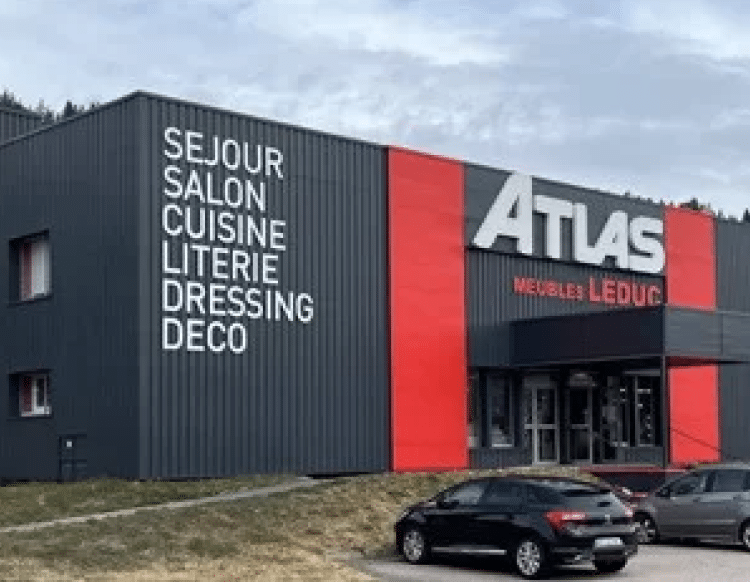 SEJOUR
SALON
CUISINE
LITERIE
DRESSING
DECO
ATLAS
MEUBLES LEDUC